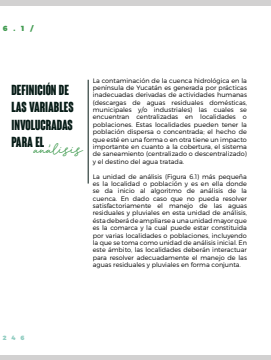 6.1/
DEFINICIÓN DE
LAS VARIABLES
INVOLUCRADAS
PARA EL
análisis
La contaminación de la cuenca hidrológica en la
península de Yucatán es generada por prácticas
inadecuadas derivadas de actividades humanas
(descargas de aguas residuales domésticas,
municipales y/o industriales) las cuales se
encuentran centralizadas en localidades o
poblaciones. Estas localidades pueden tener la
población dispersa o concentrada; el hecho de
que esté en una forma o en otra tiene un impacto
importante en cuanto a la cobertura, el sistema
de saneamiento (centralizado o descentralizado)
y el destino del agua tratada.
La unidad de análisis (Figura 6.1) más pequeña
es la localidad o población y es en ella donde
se da inicio al algoritmo de análisis de la
cuenca. En dado caso que no pueda resolver
satisfactoriamente el manejo de las aguas
residuales y pluviales en esta unidad de análisis,
ésta deberá de ampliarse a una unidad mayor que
es la comarca y la cual puede estar constituida
por varias localidades o poblaciones, incluyendo
la que se toma como unidad de análisis inicial. En
este ámbito, las localidades deberán interactuar
para resolver adecuadamente el manejo de las
aguas residuales y pluviales en forma conjunta.
246